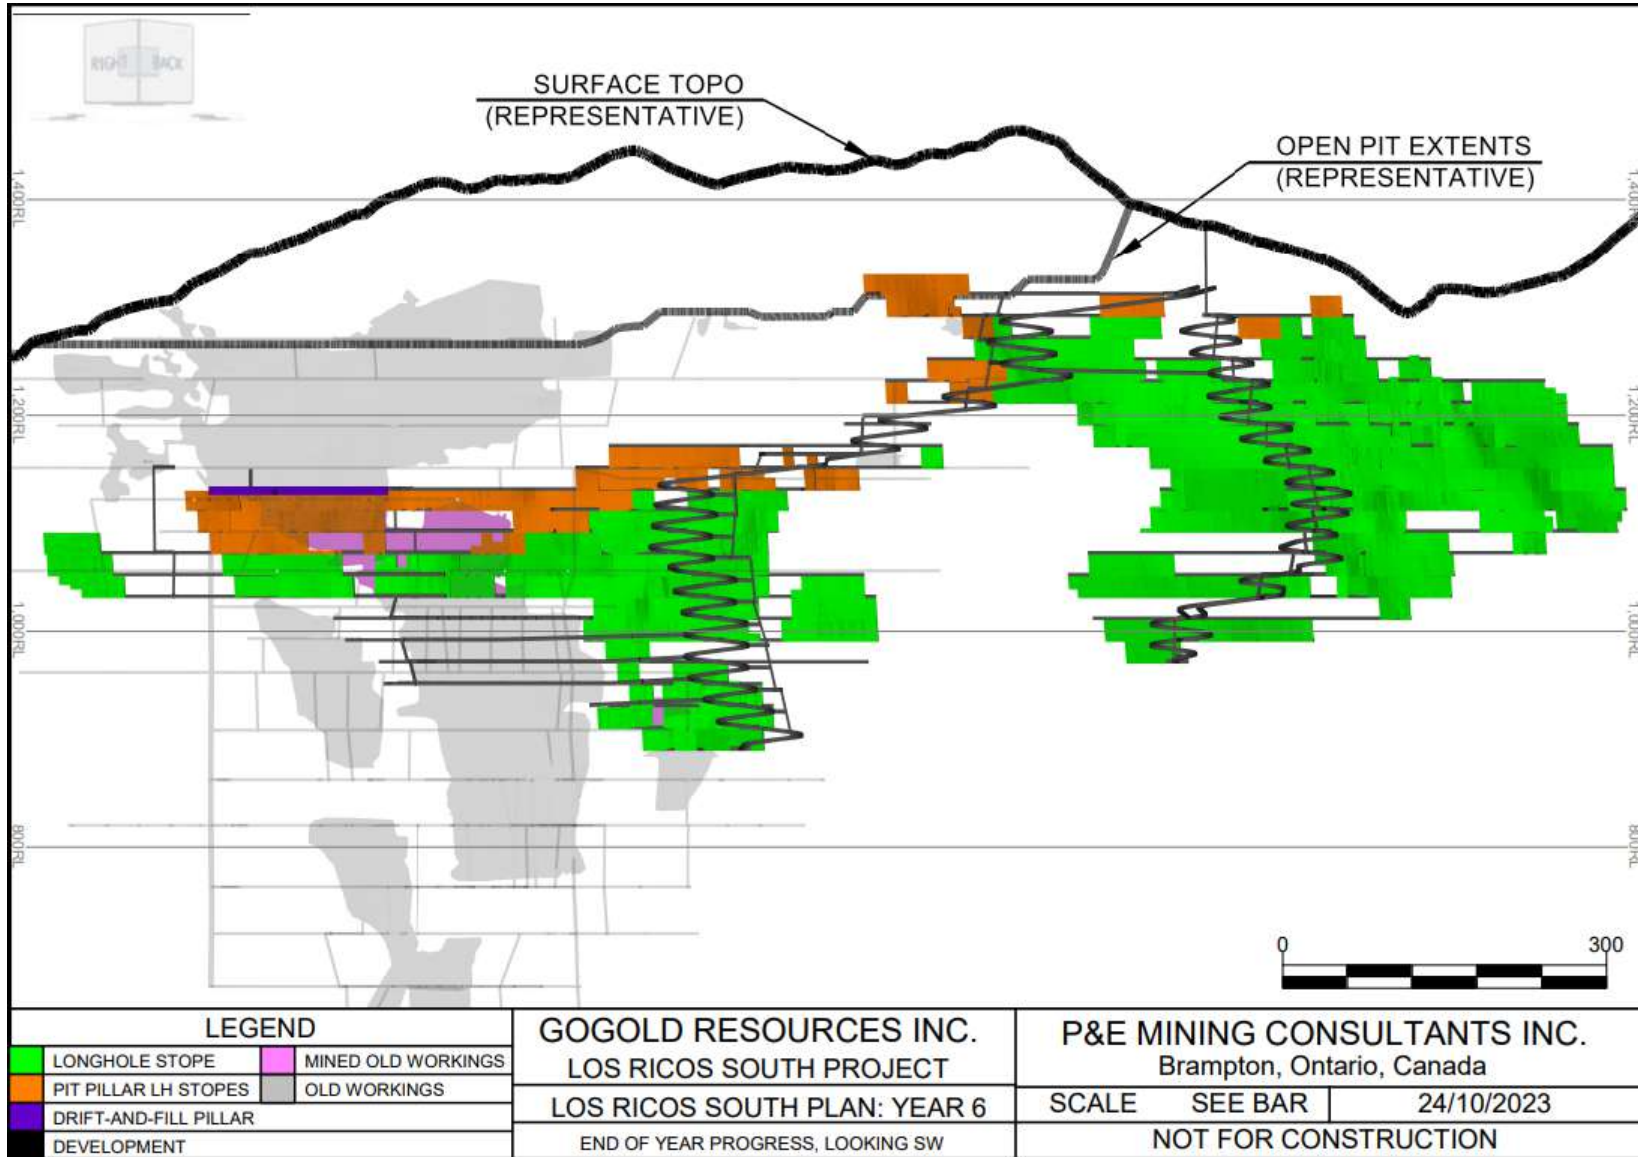 RIGHT BACK
SURFACE TOPO
(REPRESENTATIVE)
OPEN PIT EXTENTS
(REPRESENTATIVE)
1,400RL
1,400RL
1,200RL
1,200RL
1,000RL
1,000RL
800RL
800RL
0 300
LEGEND
LONGHOLE STOPE
MINED OLD WORKINGS
PIT PILLAR LH STOPES
OLD WORKINGS
DRIFT-AND-FILL PILLAR
DEVELOPMENT
GOGOLD RESOURCES INC.
LOS RICOS SOUTH PROJECT
LOS RICOS SOUTH PLAN: YEAR 6
END OF YEAR PROGRESS, LOOKING SW
P&E MINING CONSULTANTS INC.
Brampton, Ontario, Canada
SCALE SEE BAR 24/10/2023
NOT FOR CONSTRUCTION